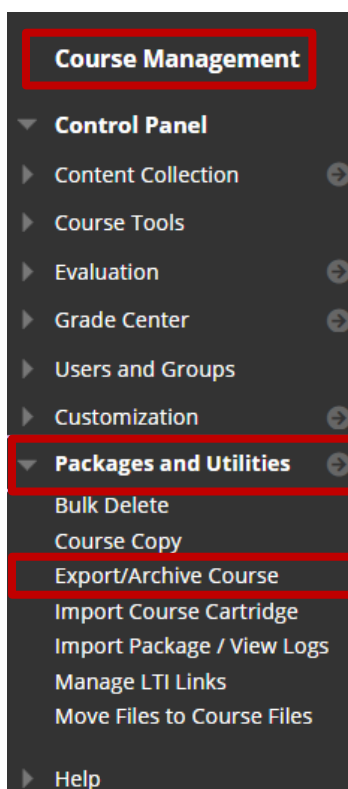 Course Management
Control Panel
Content Collection
Course Tools
Evaluation
Grade Center
Users and Groups
Customization
Packages and Utilities
Bulk Delete
Course Copy
Export/Archive Course
Import Course Cartridge
Import Package / View Logs
Manage LTI Links
Move Files to Course Files
Help